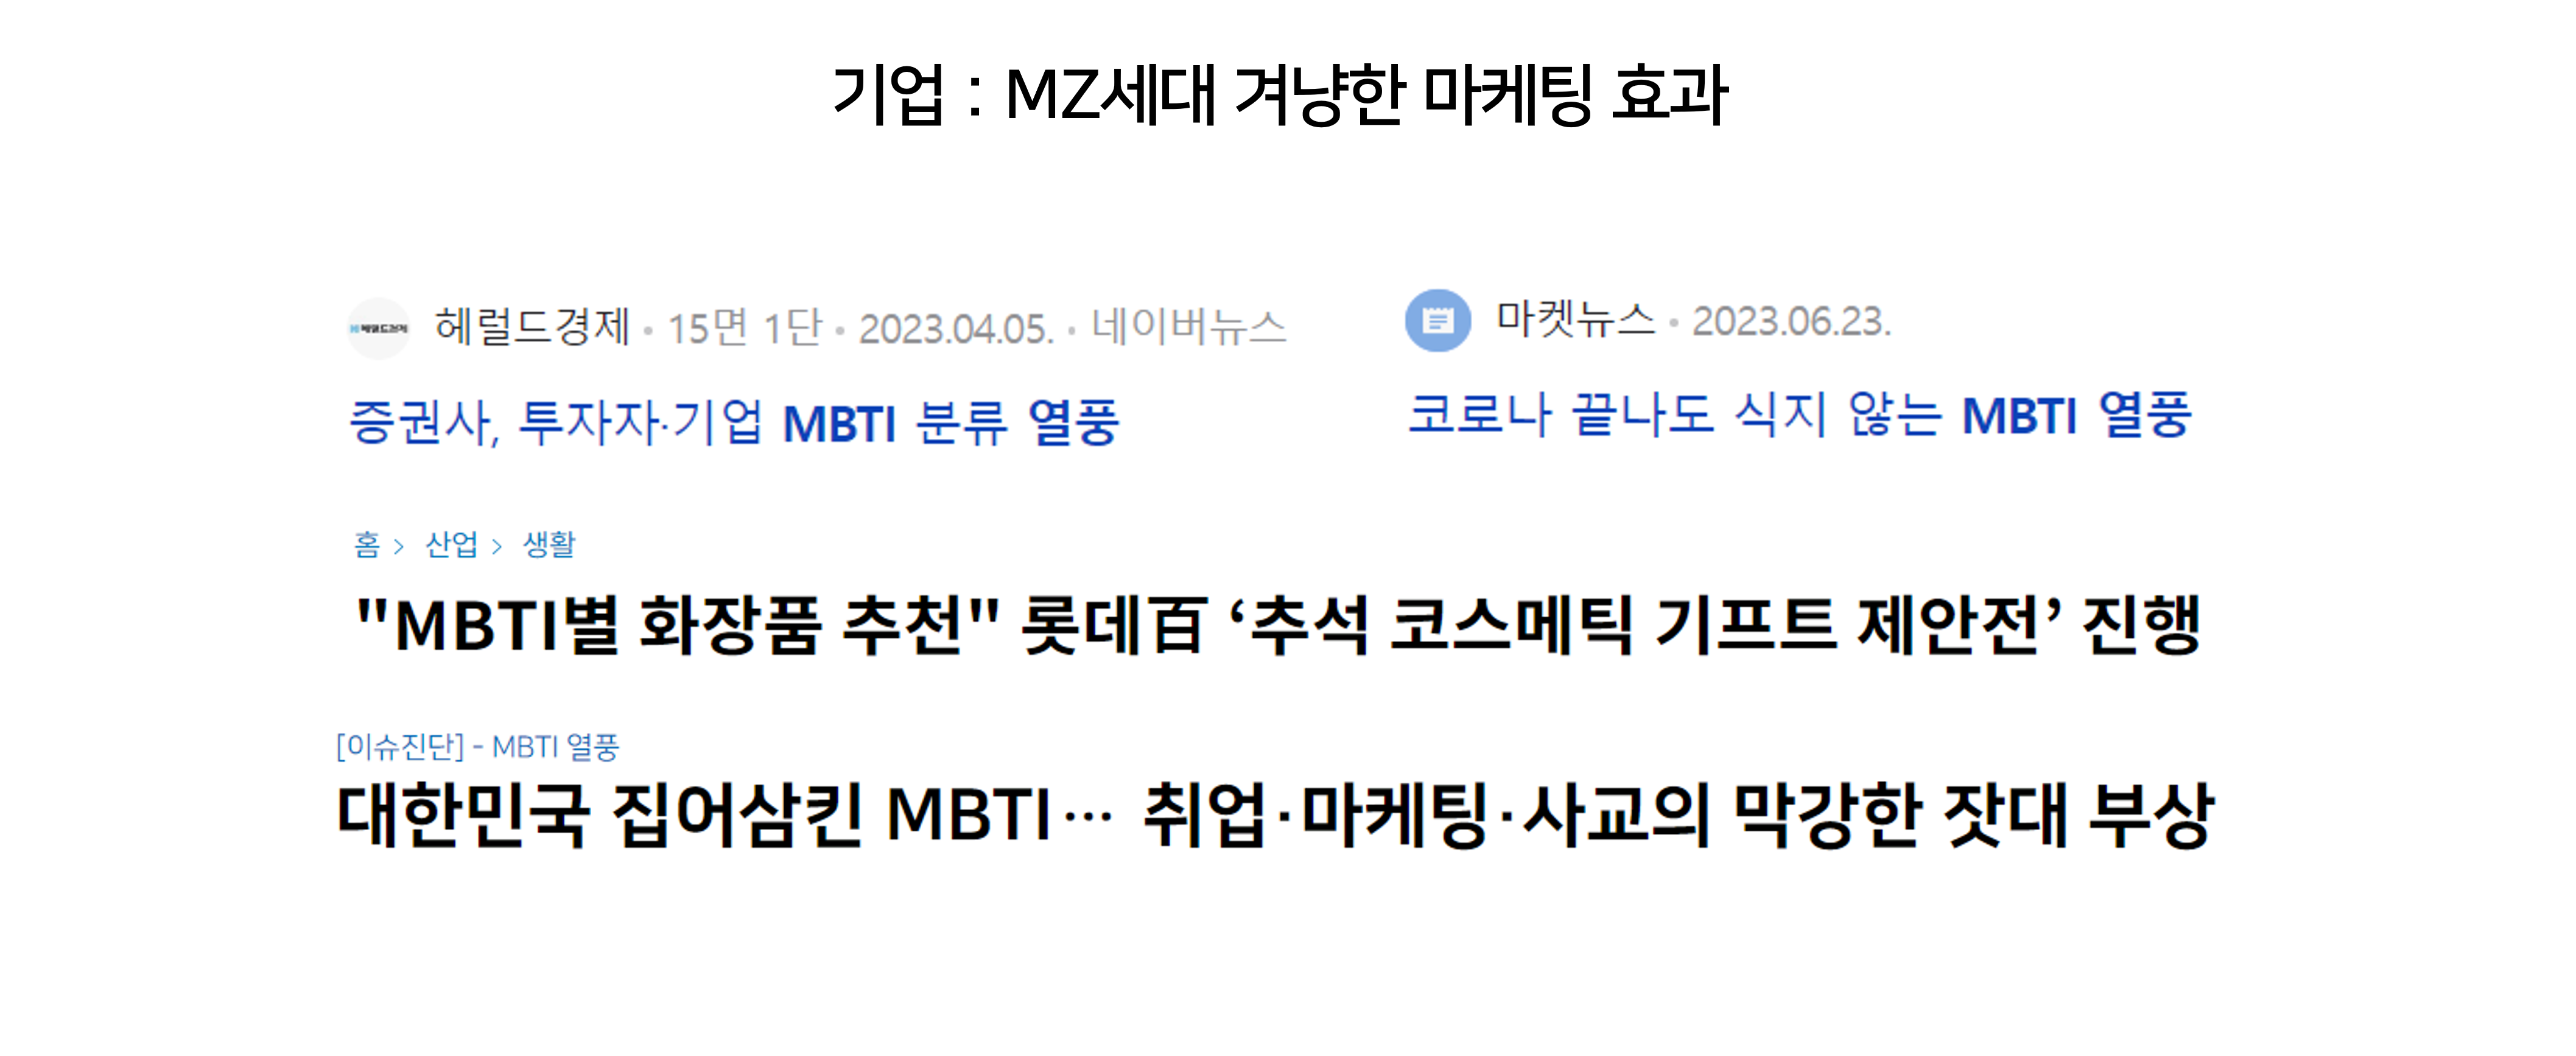 기업 : MZ세대 겨냥한 마케팅 효과
헤럴드경제
헤럴드경제 · 15면 1단 · 2023.04.05. · 네이버뉴스
증권사, 투자자·기업 MBTI 분류 열풍
마켓뉴스 · 2023.06.23.
코로나 끝나도 식지 않는 MBTI 열풍
홈 > 산업 > 생활
"MBTI별 화장품 추천" 롯데百 ‘추석 코스메틱 기프트 제안전’ 진행
[이슈진단] - MBTI 열풍
대한민국 집어삼킨 MBTI… 취업·마케팅·사교의 막강한 잣대 부상